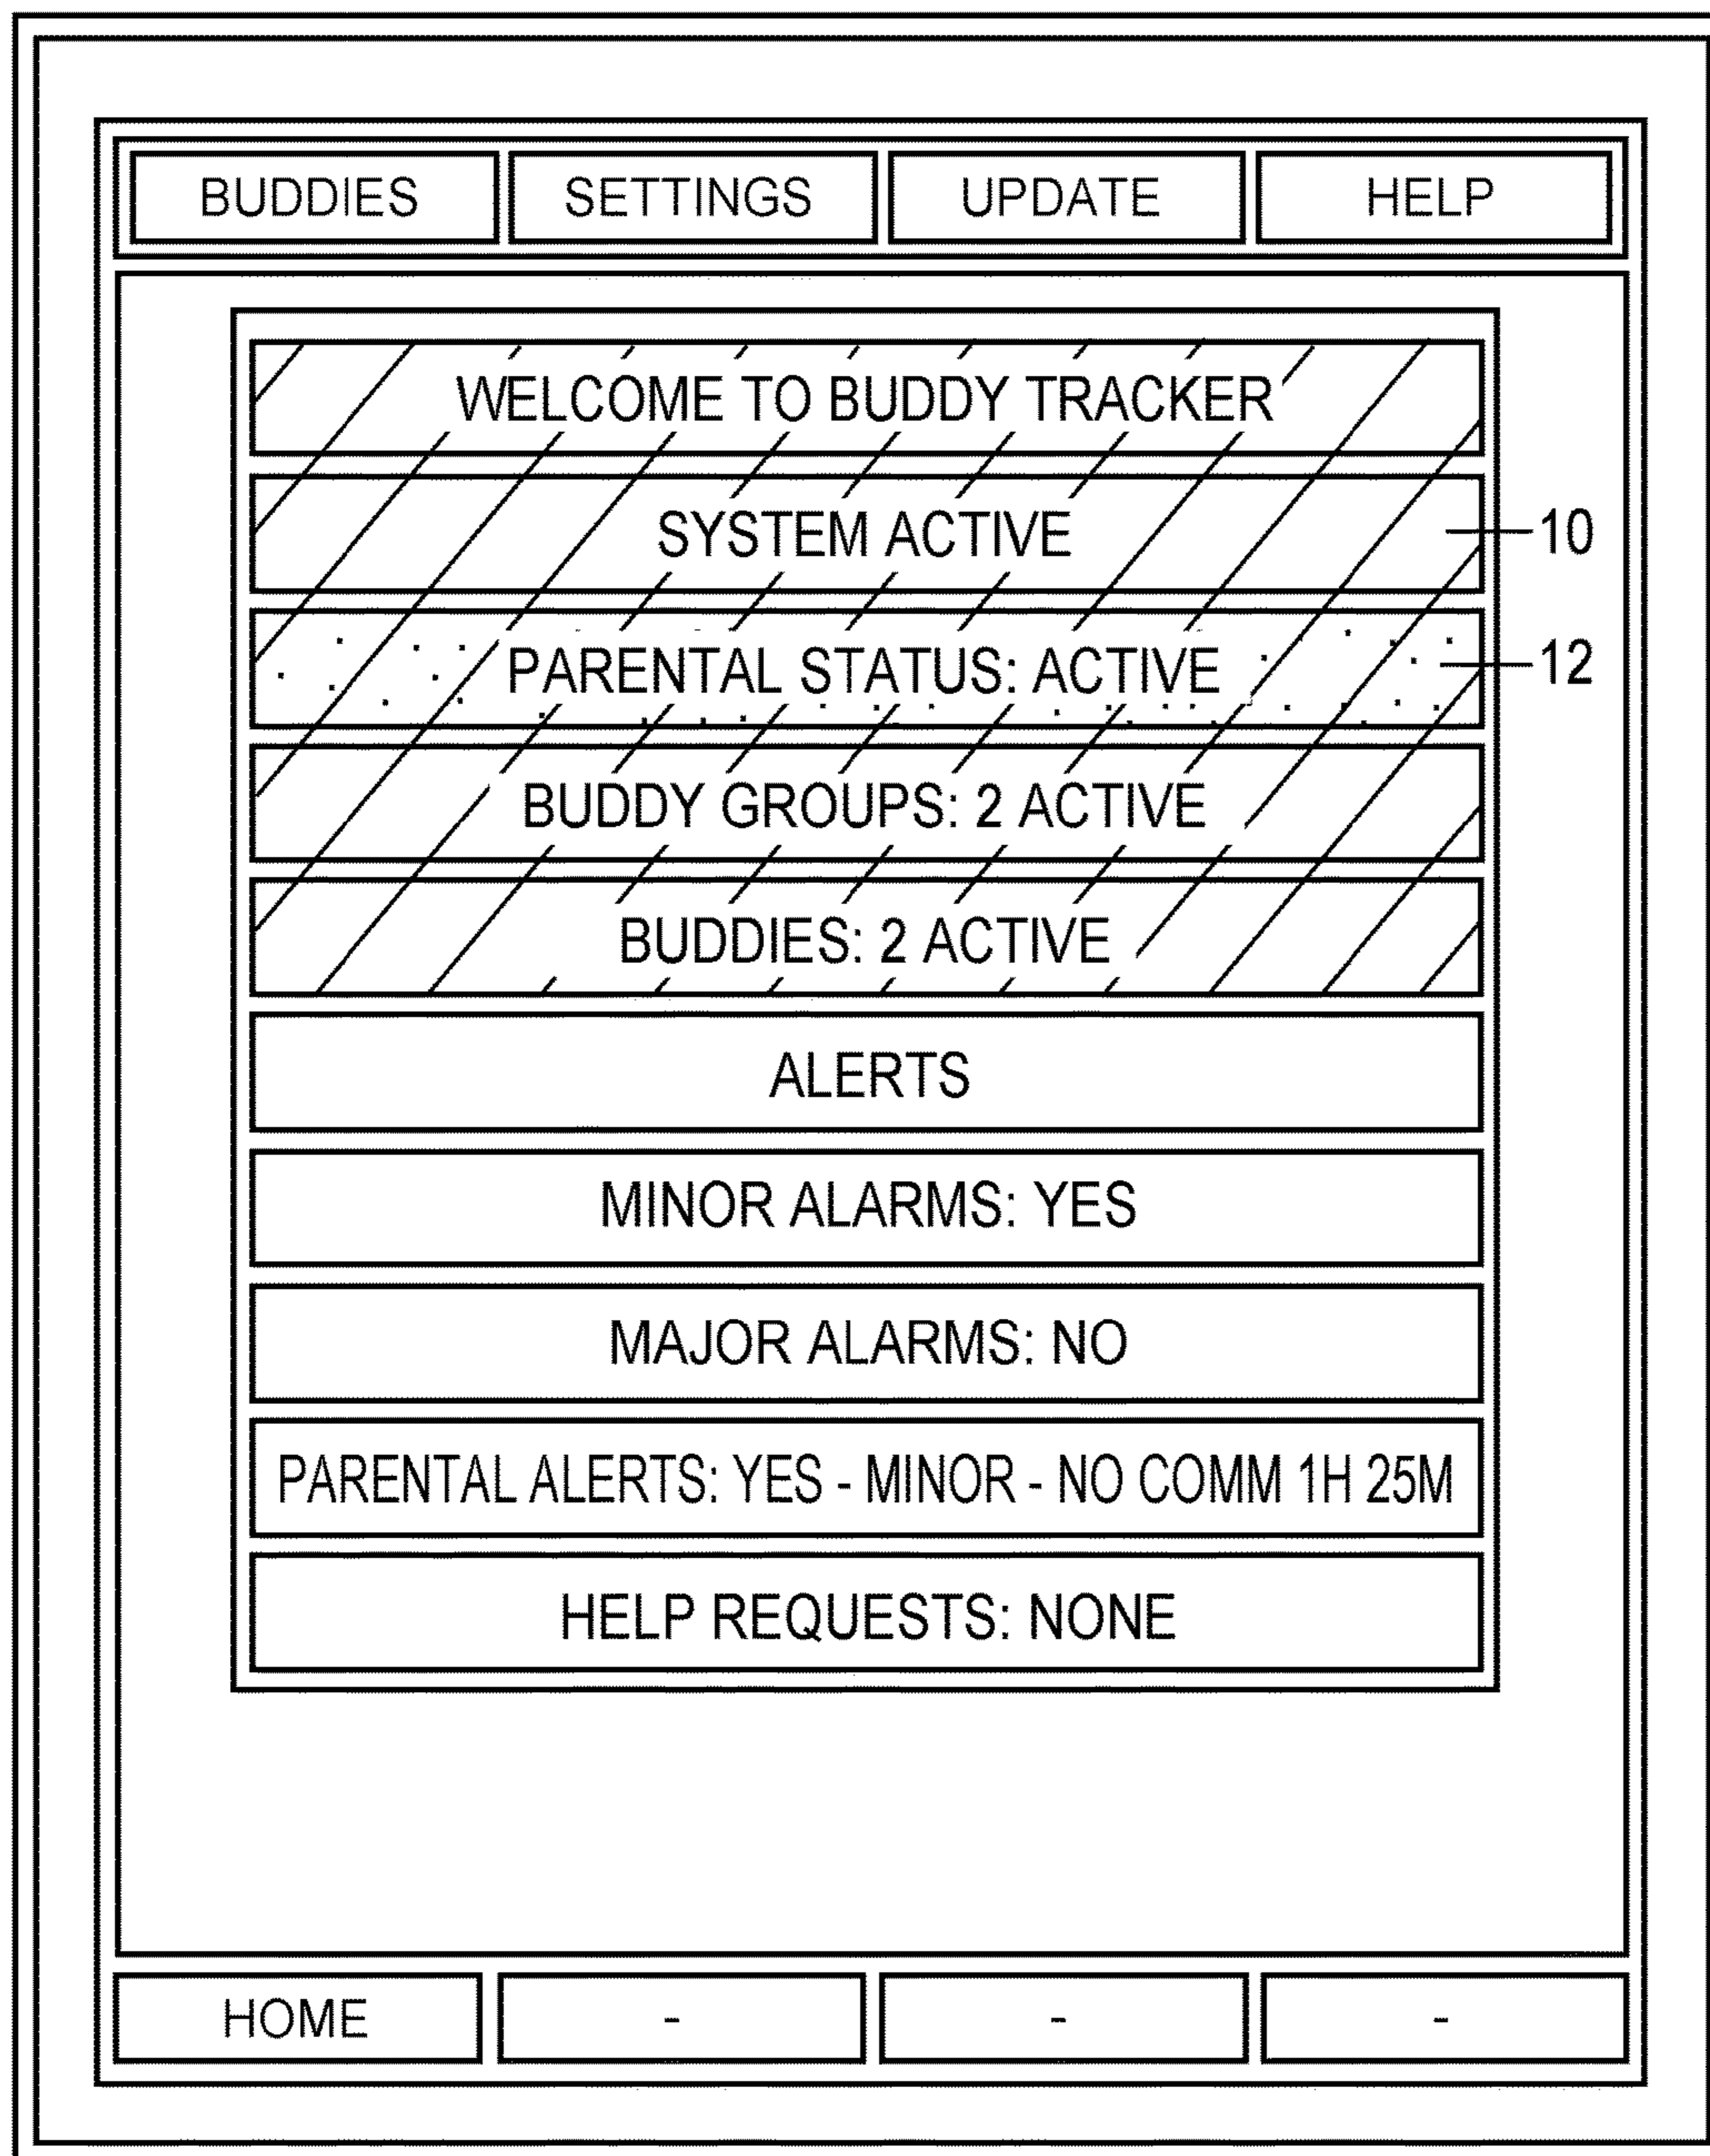 BUDDIES SETTINGS UPDATE HELP
WELCOME TO BUDDY TRACKER
SYSTEM ACTIVE 10
PARENTAL STATUS: ACTIVE 12
BUDDY GROUPS: 2 ACTIVE
BUDDIES: 2 ACTIVE
ALERTS
MINOR ALARMS: YES
MAJOR ALARMS: NO
PARENTAL ALERTS: YES - MINOR - NO COMM 1H 25M
HELP REQUESTS: NONE
HOME - - -